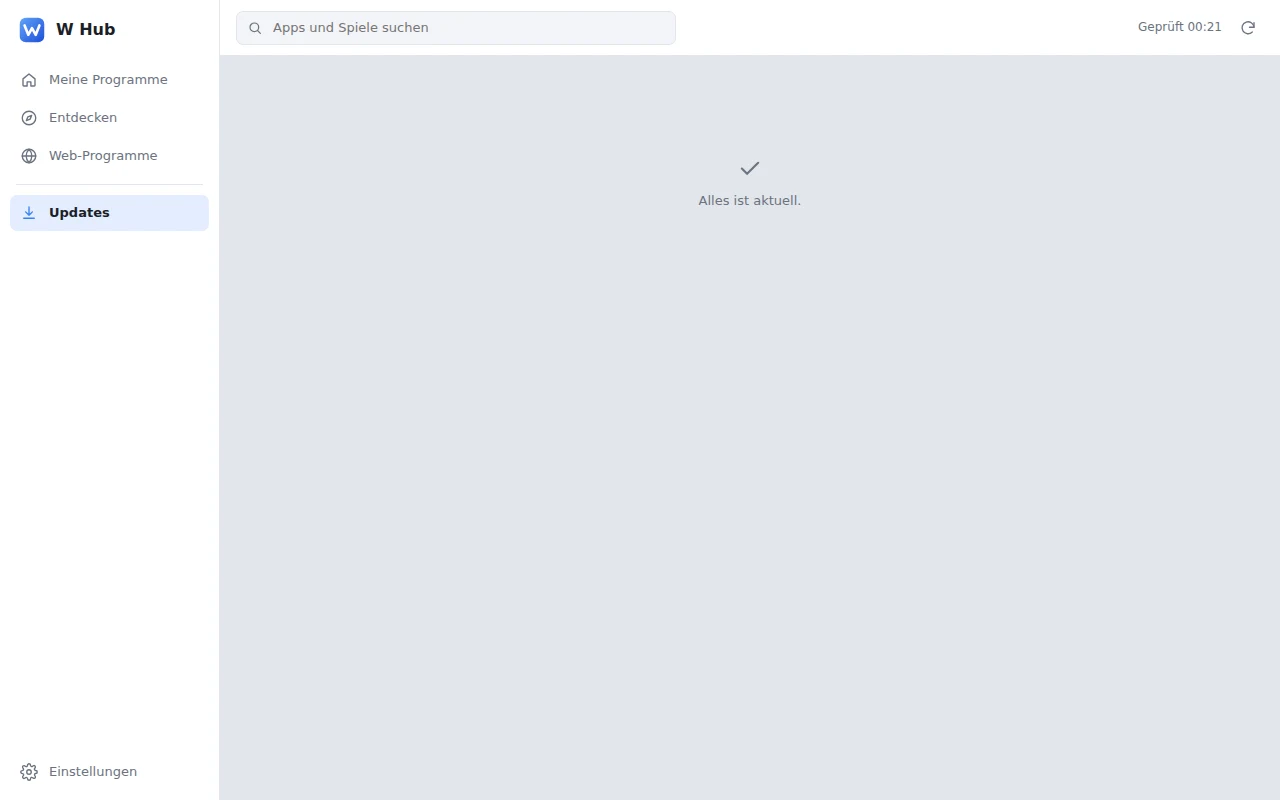 W Hub
Meine Programme
Entdecken
Web-Programme
Updates
Einstellungen
Apps und Spiele suchen
Geprüft 00:21
Alles ist aktuell.